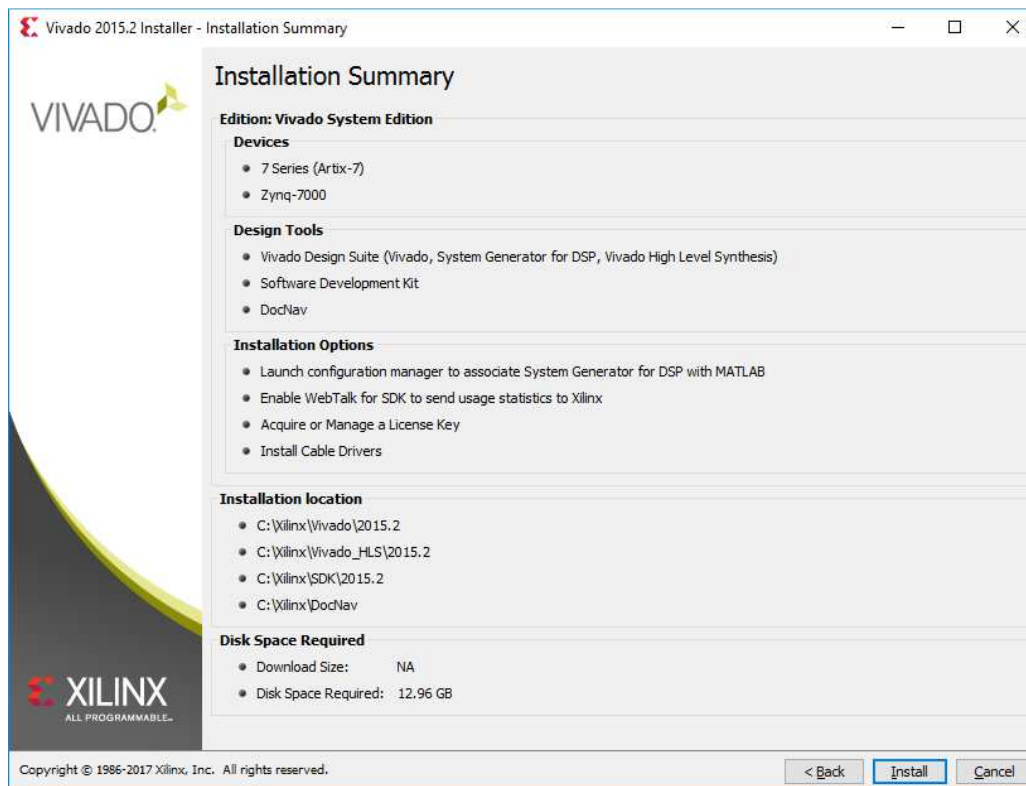 Vivado 2015.2 Installer - Installation Summary
VIVADO.
Installation Summary
Edition: Vivado System Edition
Devices
7 Series (Artix-7)
Zynq-7000
Design Tools
Vivado Design Suite (Vivado, System Generator for DSP, Vivado High Level Synthesis)
Software Development Kit
DocNav
Installation Options
Launch configuration manager to associate System Generator for DSP with MATLAB
Enable WebTalk for SDK to send usage statistics to Xilinx
Acquire or Manage a License Key
Install Cable Drivers
Installation location
C:\Xilinx\Vivado\2015.2
C:\Xilinx\Vivado_HLS\2015.2
C:\Xilinx\SDK\2015.2
C:\Xilinx\DocNav
Disk Space Required
Download Size: NA
Disk Space Required: 12.96 GB
XILINX
ALL PROGRAMMABLE™
Copyright © 1986-2017 Xilinx, Inc. All rights reserved.
< Back Install Cancel